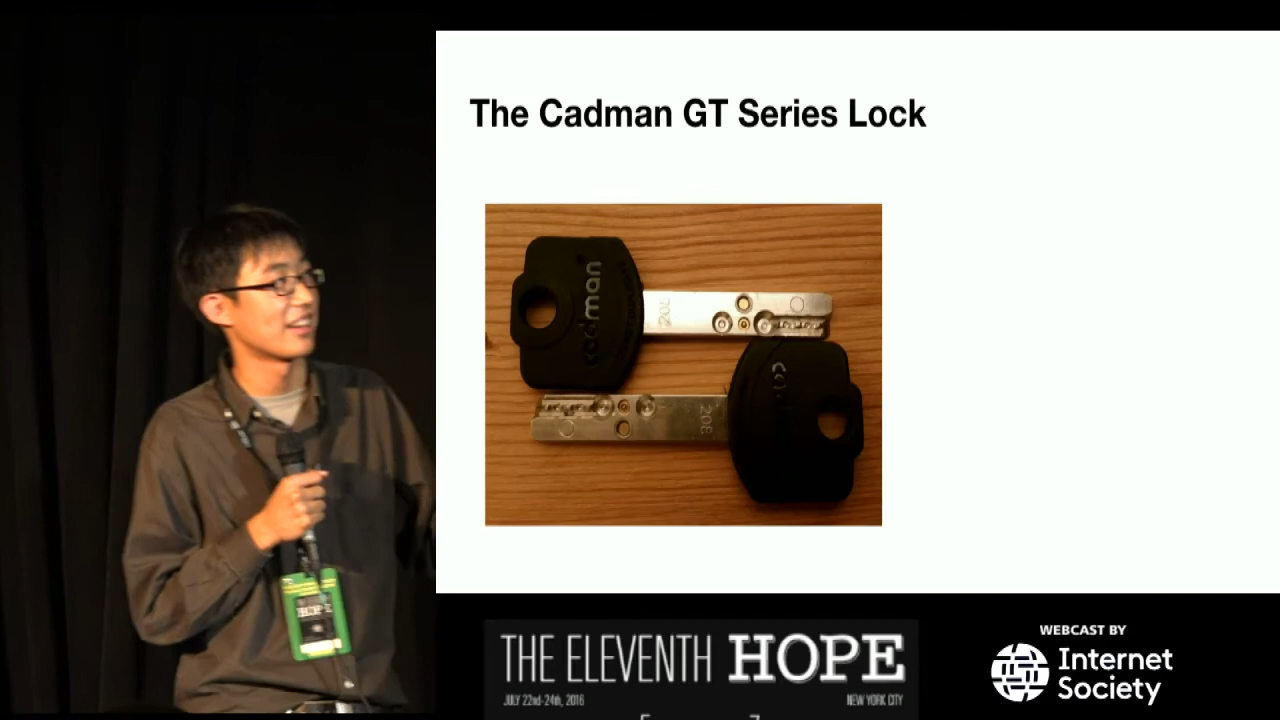 The Cadman GT Series Lock
cadman
20E
HOPE
THE ELEVENTH HOPE
JULY 22nd-24th, 2016
NEW YORK CITY
WEBCAST BY
Internet
Society